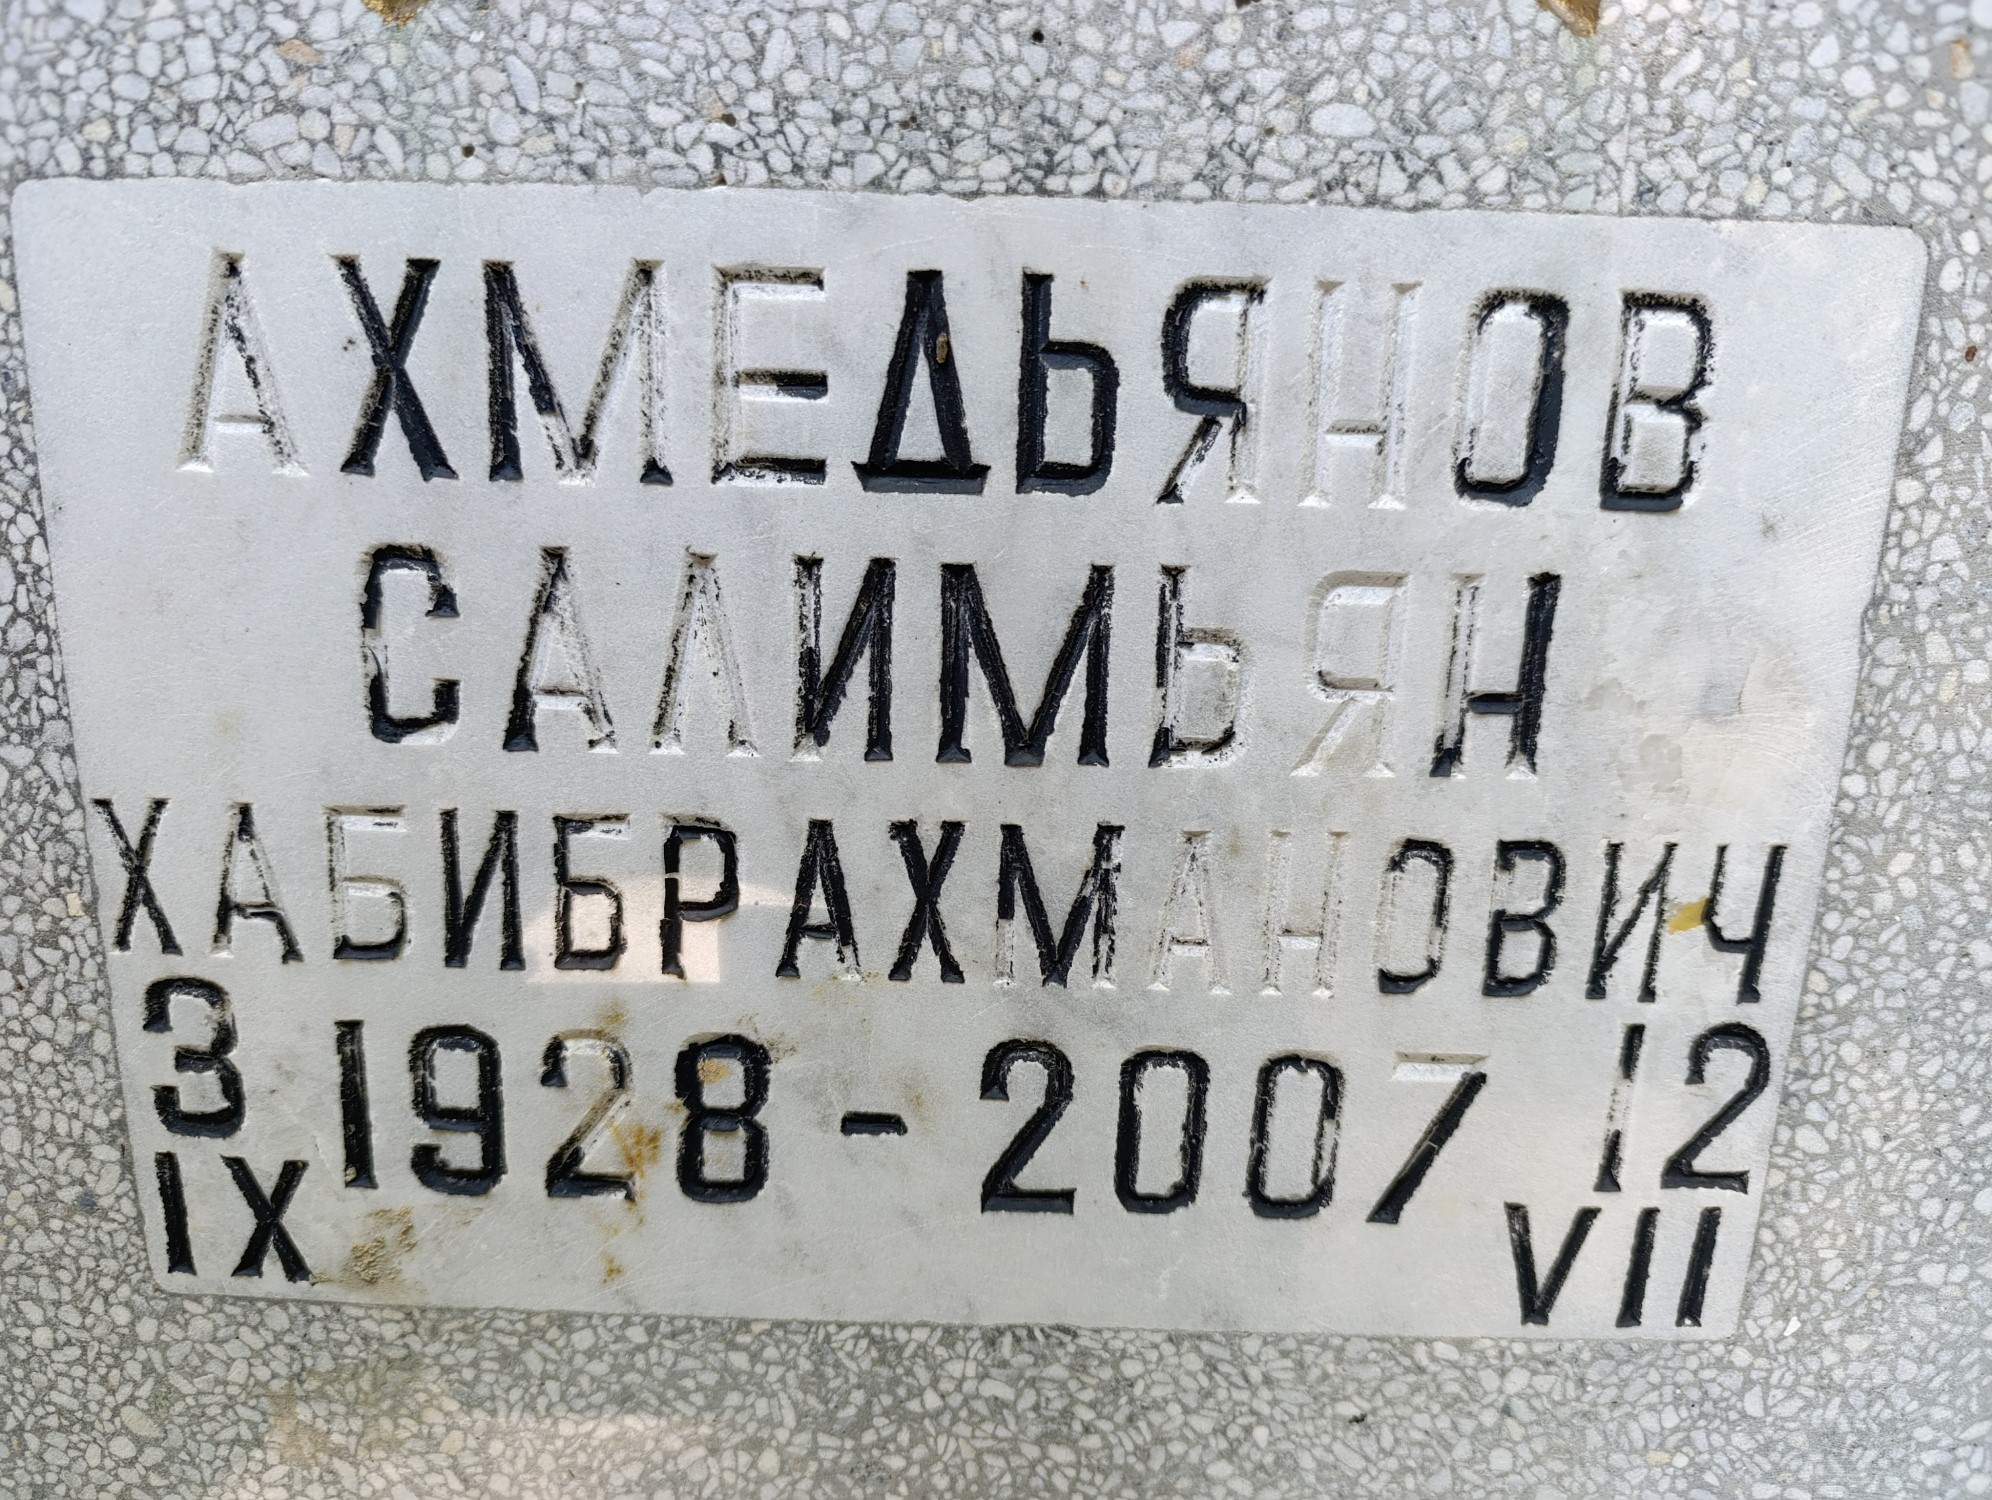 АХМЕДЬЯНОВ
САЛИМЬЯН
ХАБИБРАХМАНОВИЧ
3 1928 - 2007 12
IX VII